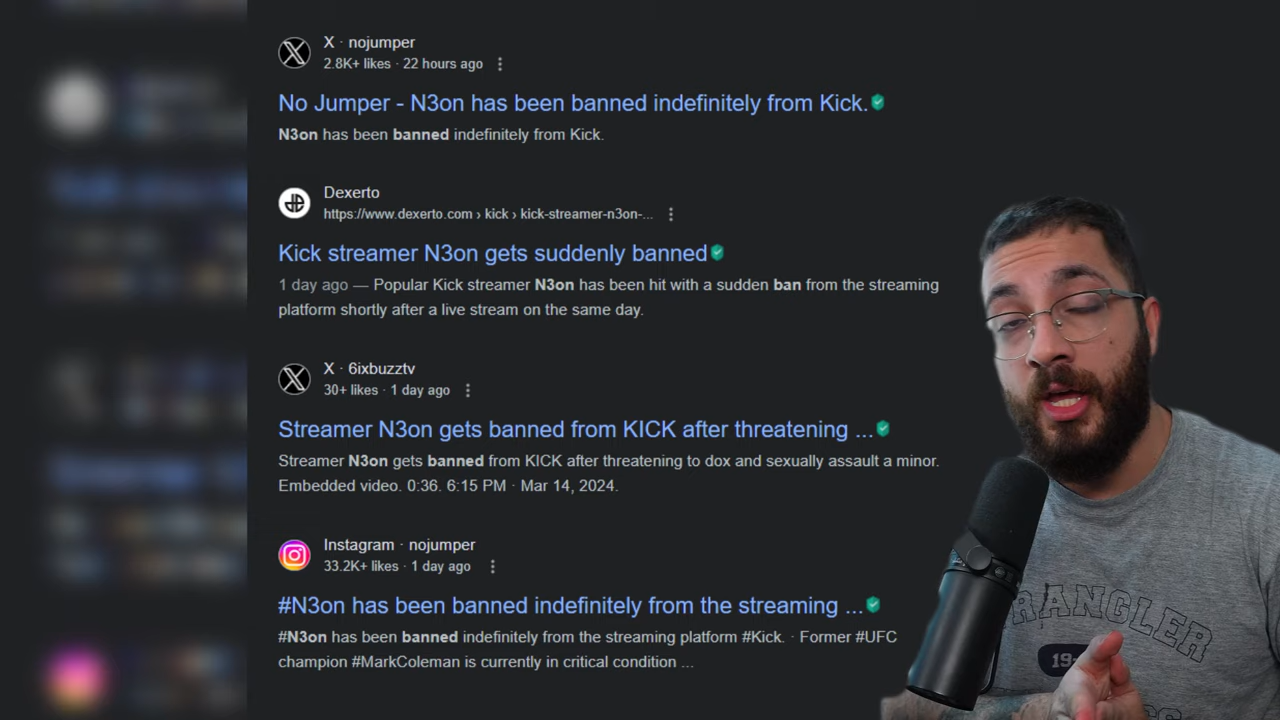 X · nojumper
2.8K+ likes · 22 hours ago
No Jumper - N3on has been banned indefinitely from Kick.
N3on has been banned indefinitely from Kick.
Dexerto
https://www.dexerto.com › kick › kick-streamer-n3on-...
Kick streamer N3on gets suddenly banned
1 day ago — Popular Kick streamer N3on has been hit with a sudden ban from the streaming
platform shortly after a live stream on the same day.
X · 6ixbuzztv
30+ likes · 1 day ago
Streamer N3on gets banned from KICK after threatening ...
Streamer N3on gets banned from KICK after threatening to dox and sexually assault a minor.
Embedded video. 0:36. 6:15 PM · Mar 14, 2024.
Instagram · nojumper
33.2K+ likes · 1 day ago
#N3on has been banned indefinitely from the streaming ...
#N3on has been banned indefinitely from the streaming platform #Kick. · Former #UFC
champion #MarkColeman is currently in critical condition ...
WRANGLER